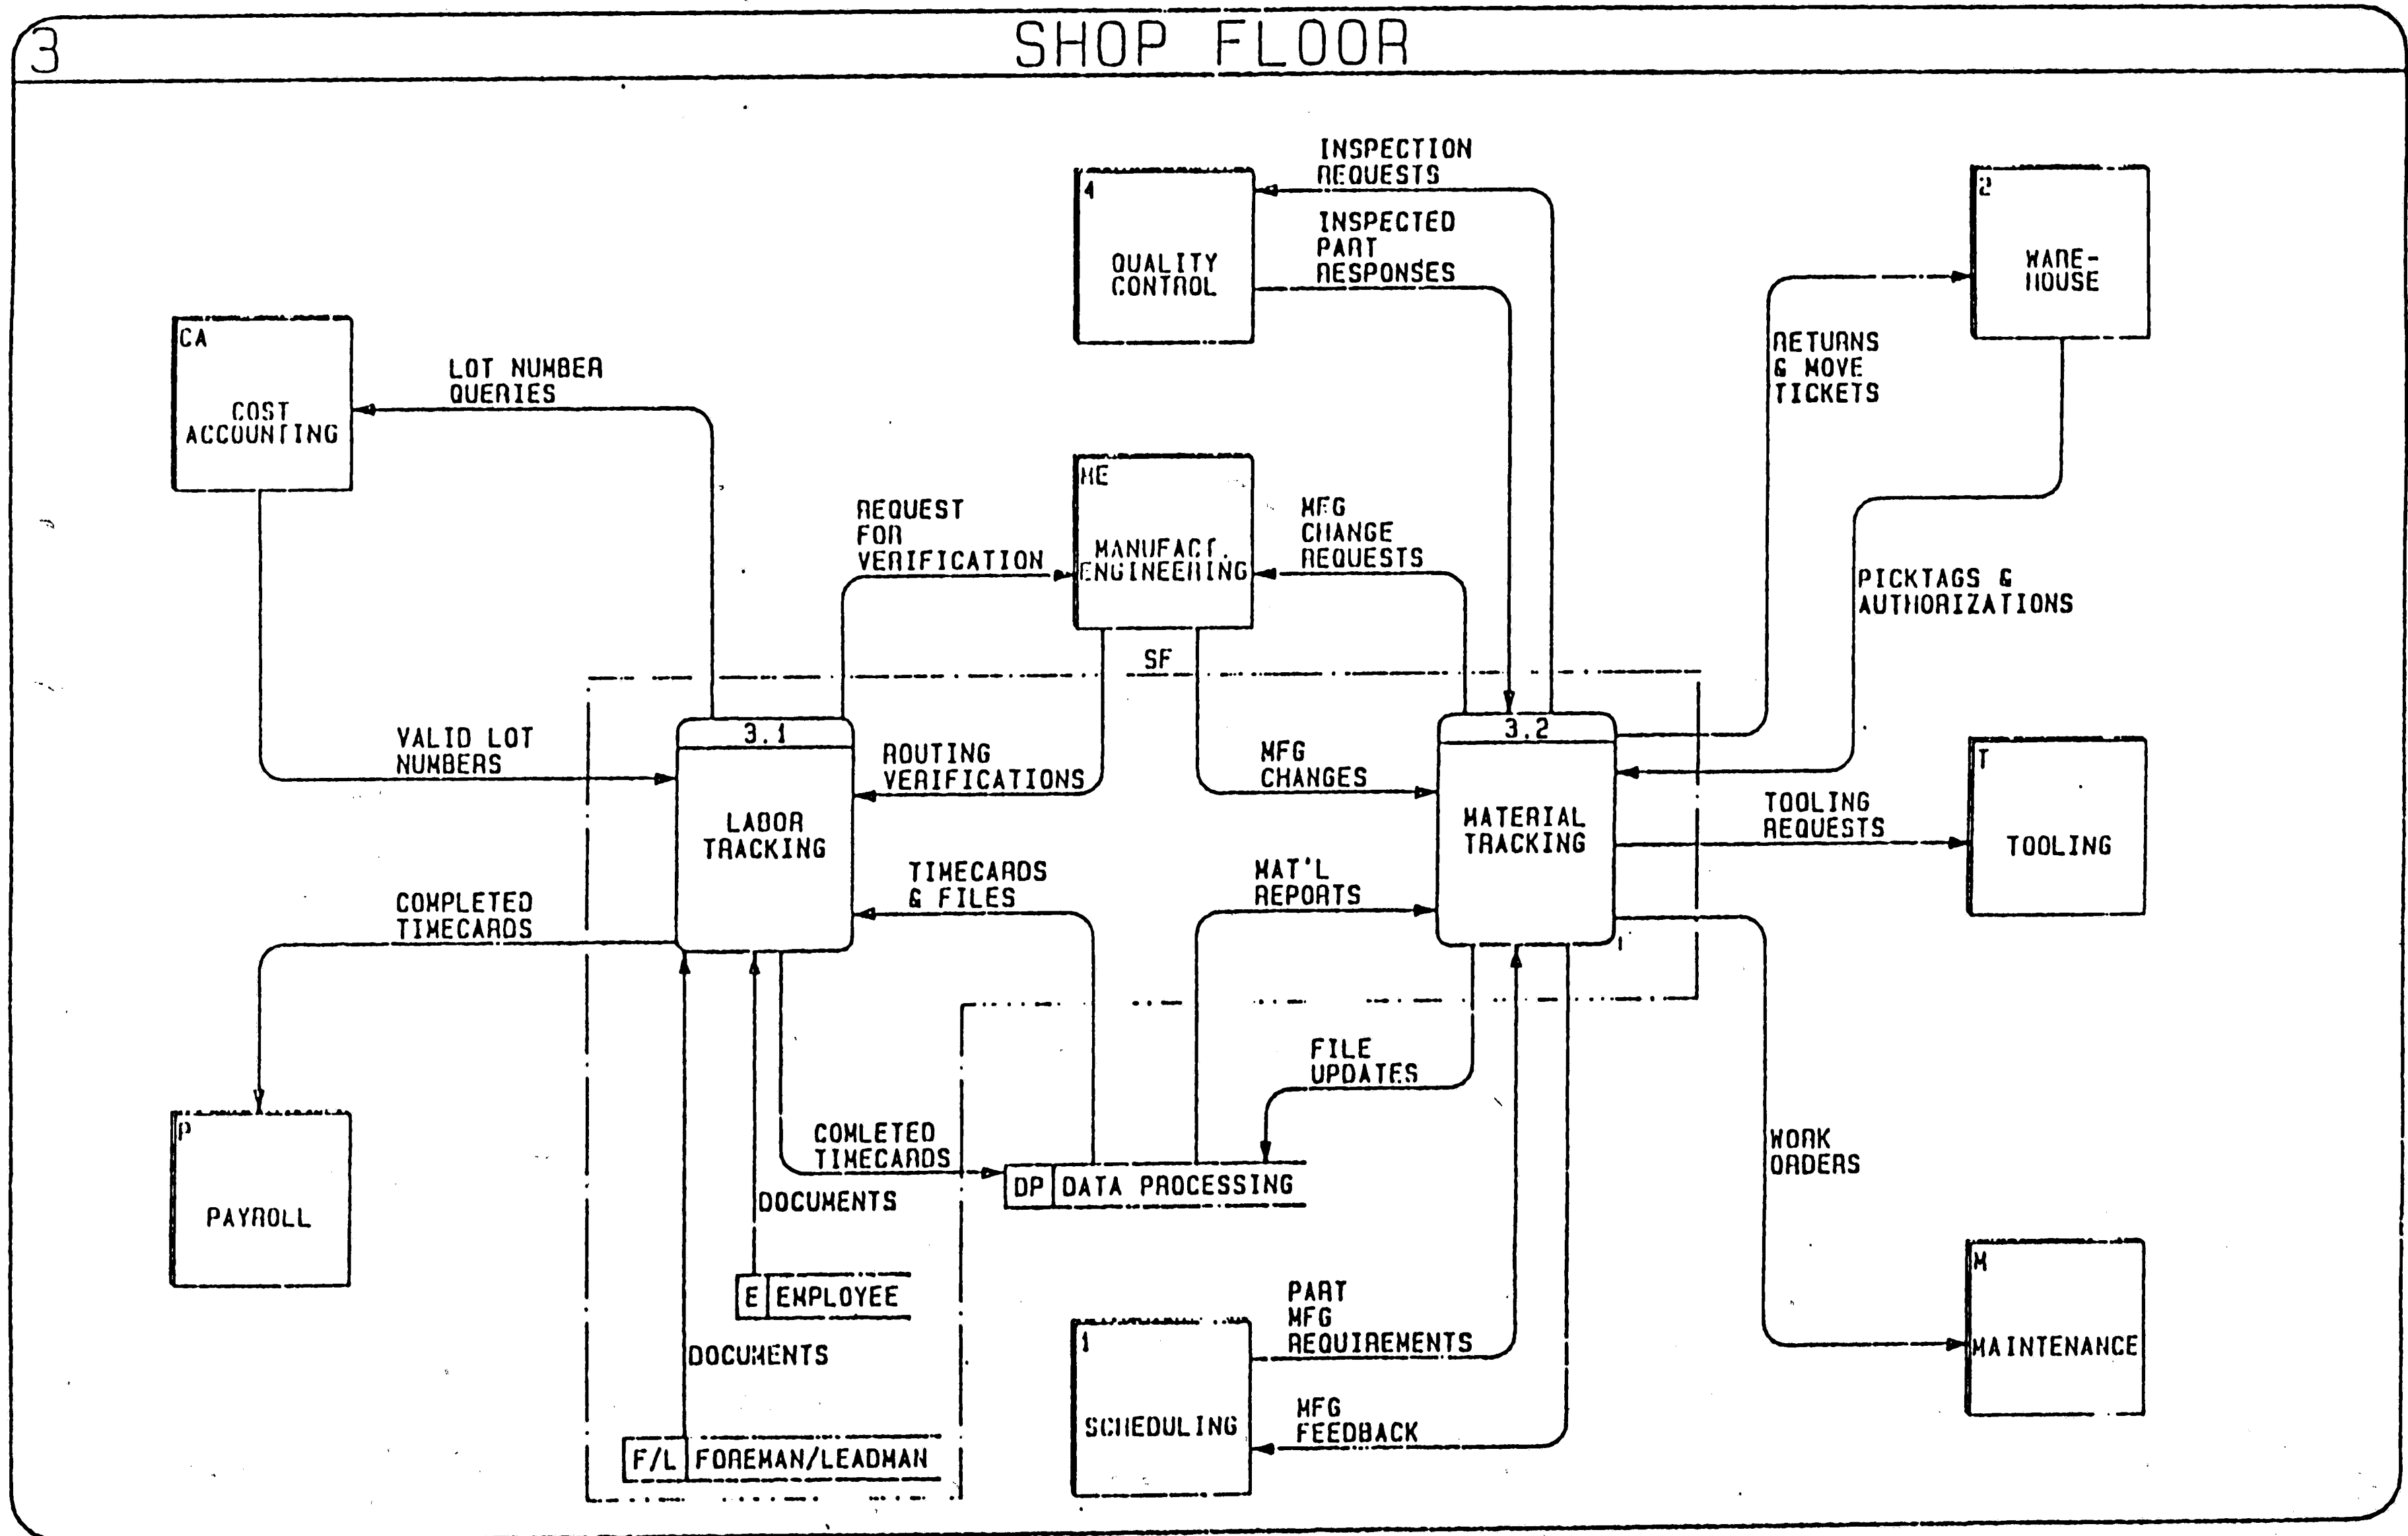 3
SHOP FLOOR
4
QUALITY
CONTROL
INSPECTION
REQUESTS
INSPECTED
PART
RESPONSES
2
WARE-
HOUSE
CA
COST
ACCOUNTING
LOT NUMBER
QUERIES
RETURNS
& MOVE
TICKETS
ME
MANUFACT.
ENGINEERING
REQUEST
FOR
VERIFICATION
MFG
CHANGE
REQUESTS
PICKTAGS &
AUTHORIZATIONS
SF
3.1
LABOR
TRACKING
3.2
MATERIAL
TRACKING
VALID LOT
NUMBERS
ROUTING
VERIFICATIONS
MFG
CHANGES
T
TOOLING
TOOLING
REQUESTS
COMPLETED
TIMECARDS
TIMECARDS
& FILES
MAT'L
REPORTS
FILE
UPDATES
P
PAYROLL
COMLETED
TIMECARDS
DP
DATA PROCESSING
WORK
ORDERS
DOCUMENTS
E
EMPLOYEE
M
MAINTENANCE
PART
MFG
REQUIREMENTS
1
SCHEDULING
DOCUMENTS
MFG
FEEDBACK
F/L
FOREMAN/LEADMAN